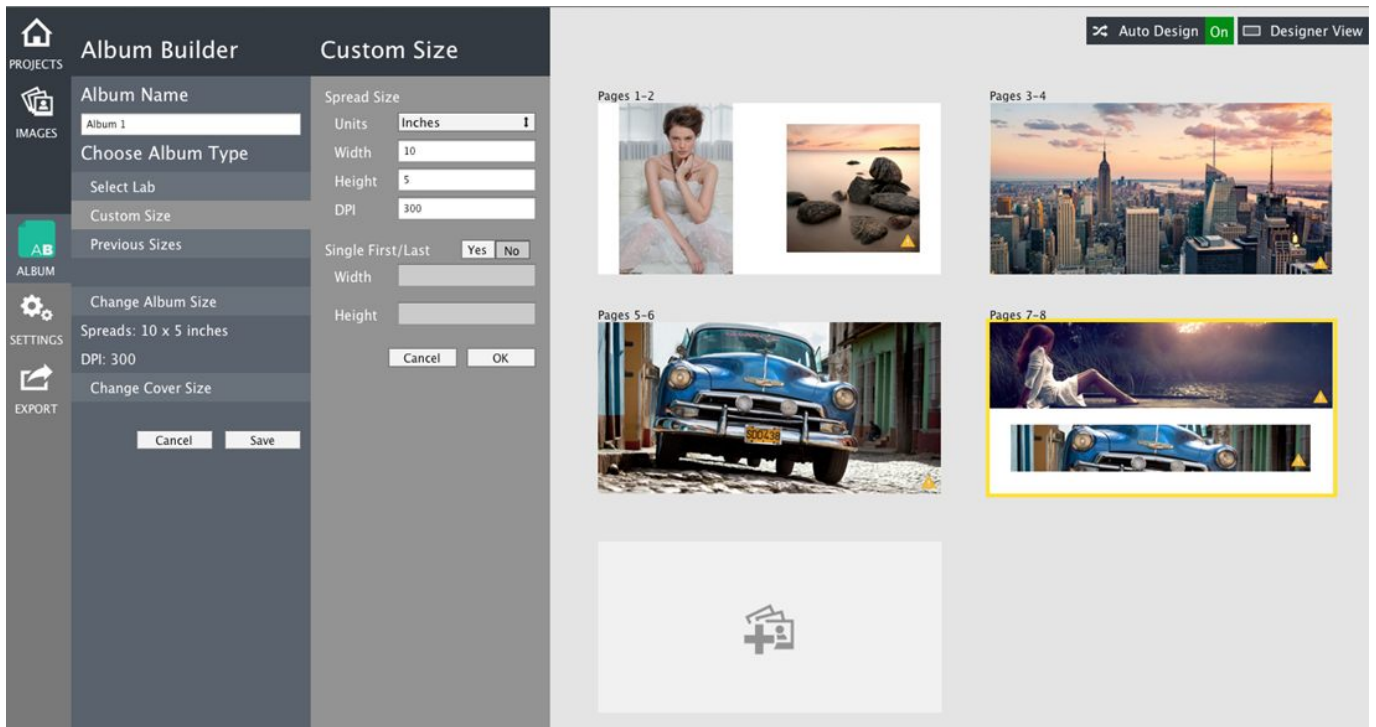 PROJECTS
IMAGES
AB
ALBUM
SETTINGS
EXPORT
Album Builder
Album Name
Album 1
Choose Album Type
Select Lab
Custom Size
Previous Sizes
Change Album Size
Spreads: 10 x 5 inches
DPI: 300
Change Cover Size
Cancel Save
Custom Size
Spread Size
Units Inches
Width 10
Height 5
DPI 300
Single First/Last Yes No
Width
Height
Cancel OK
Auto Design On Designer View
Pages 1-2
Pages 3-4
Pages 5-6
Pages 7-8